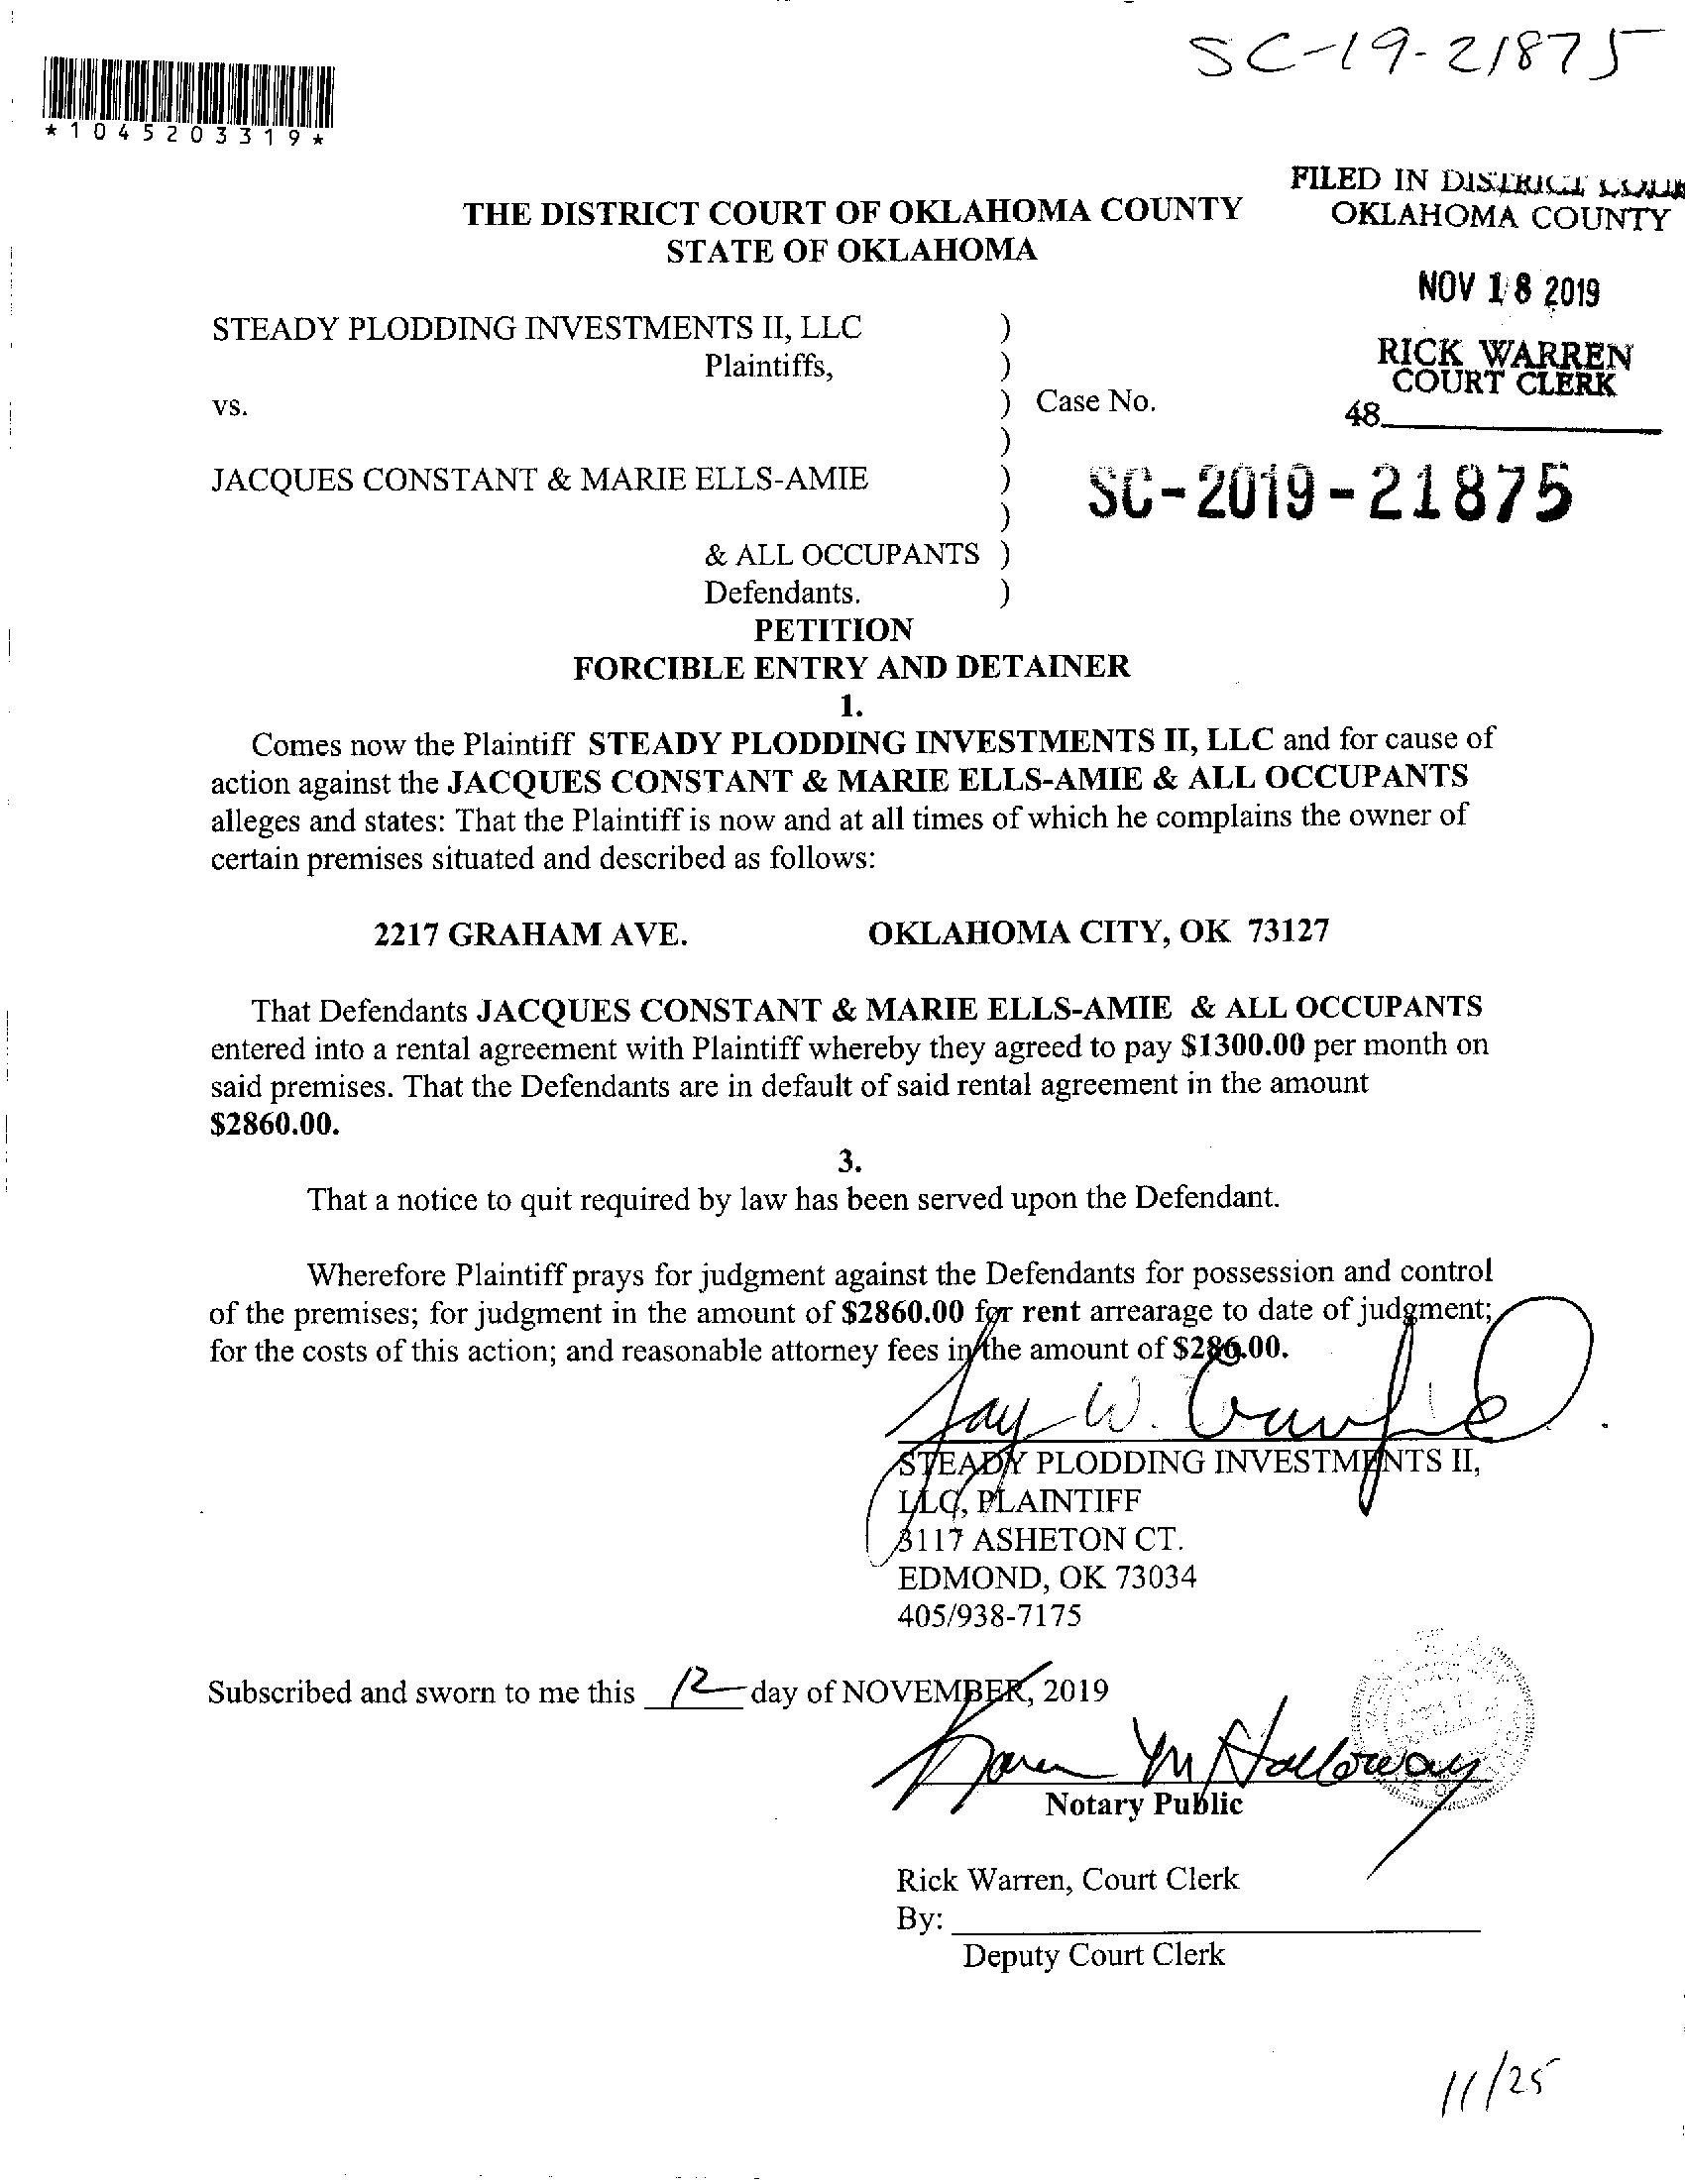 SC-19-21875
*1045203319*
FILED IN DISTRICT COUR
OKLAHOMA COUNTY
THE DISTRICT COURT OF OKLAHOMA COUNTY
STATE OF OKLAHOMA
NOV 18 2019
STEADY PLODDING INVESTMENTS II, LLC )
Plaintiffs, )
RICK WARREN
COURT CLERK
vs. ) Case No.
48
)
JACQUES CONSTANT & MARIE ELLS-AMIE )
SC-2019-21875
)
& ALL OCCUPANTS )
Defendants. )
PETITION
FORCIBLE ENTRY AND DETAINER
1.
Comes now the Plaintiff STEADY PLODDING INVESTMENTS II, LLC and for cause of
action against the JACQUES CONSTANT & MARIE ELLS-AMIE & ALL OCCUPANTS
alleges and states: That the Plaintiff is now and at all times of which he complains the owner of
certain premises situated and described as follows:
2217 GRAHAM AVE. OKLAHOMA CITY, OK 73127
That Defendants JACQUES CONSTANT & MARIE ELLS-AMIE & ALL OCCUPANTS
entered into a rental agreement with Plaintiff whereby they agreed to pay $1300.00 per month on
said premises. That the Defendants are in default of said rental agreement in the amount
$2860.00.
3.
That a notice to quit required by law has been served upon the Defendant.
Wherefore Plaintiff prays for judgment against the Defendants for possession and control
of the premises; for judgment in the amount of $2860.00 for rent arrearage to date of judgment;
for the costs of this action; and reasonable attorney fees in the amount of $286.00.
Jay W.
STEADY PLODDING INVESTMENTS II,
LLC, PLAINTIFF
3117 ASHETON CT.
EDMOND, OK 73034
405/938-7175
Subscribed and sworn to me this 12 day of NOVEMBER, 2019
Karen M Holloway
Notary Public
Rick Warren, Court Clerk
By:
Deputy Court Clerk
11/25